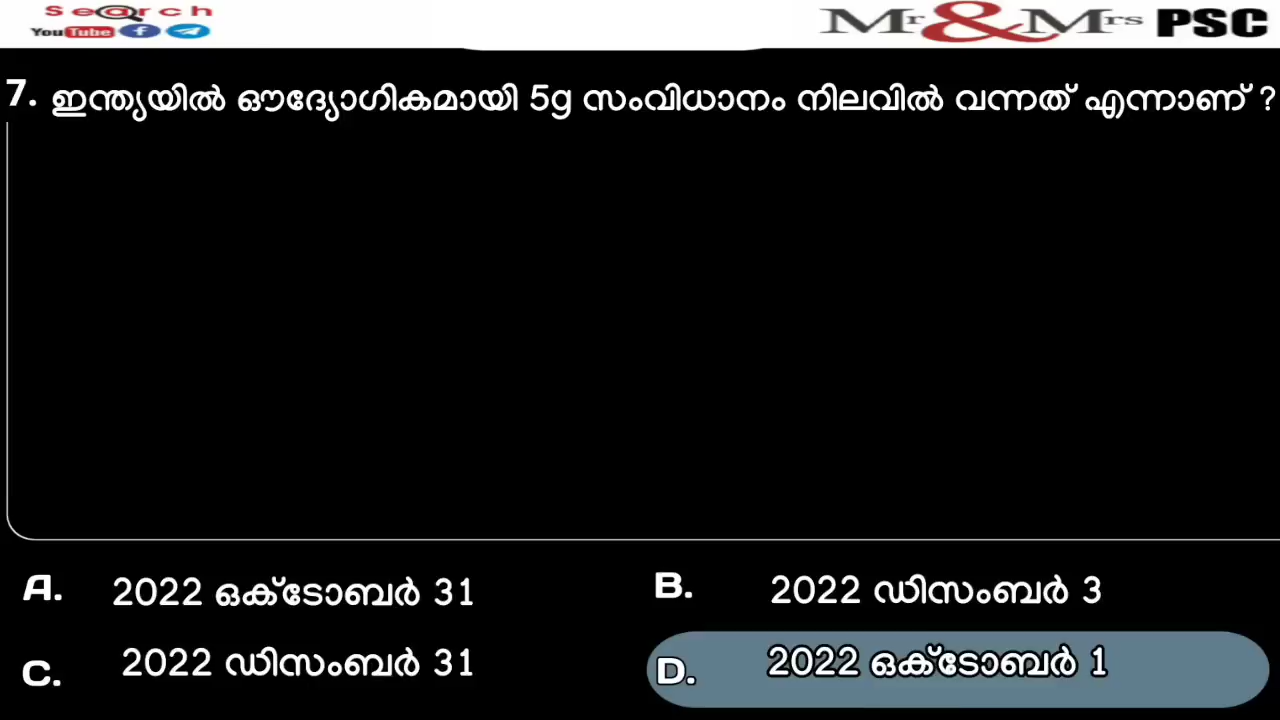 Search
YouTube
Mr & Mrs PSC
7. ഇന്ത്യയിൽ ഔദ്യോഗികമായി 5g സംവിധാനം നിലവിൽ വന്നത് എന്നാണ് ?
A. 2022 ഒക്ടോബർ 31
B. 2022 ഡിസംബർ 3
C. 2022 ഡിസംബർ 31
D. 2022 ഒക്ടോബർ 1